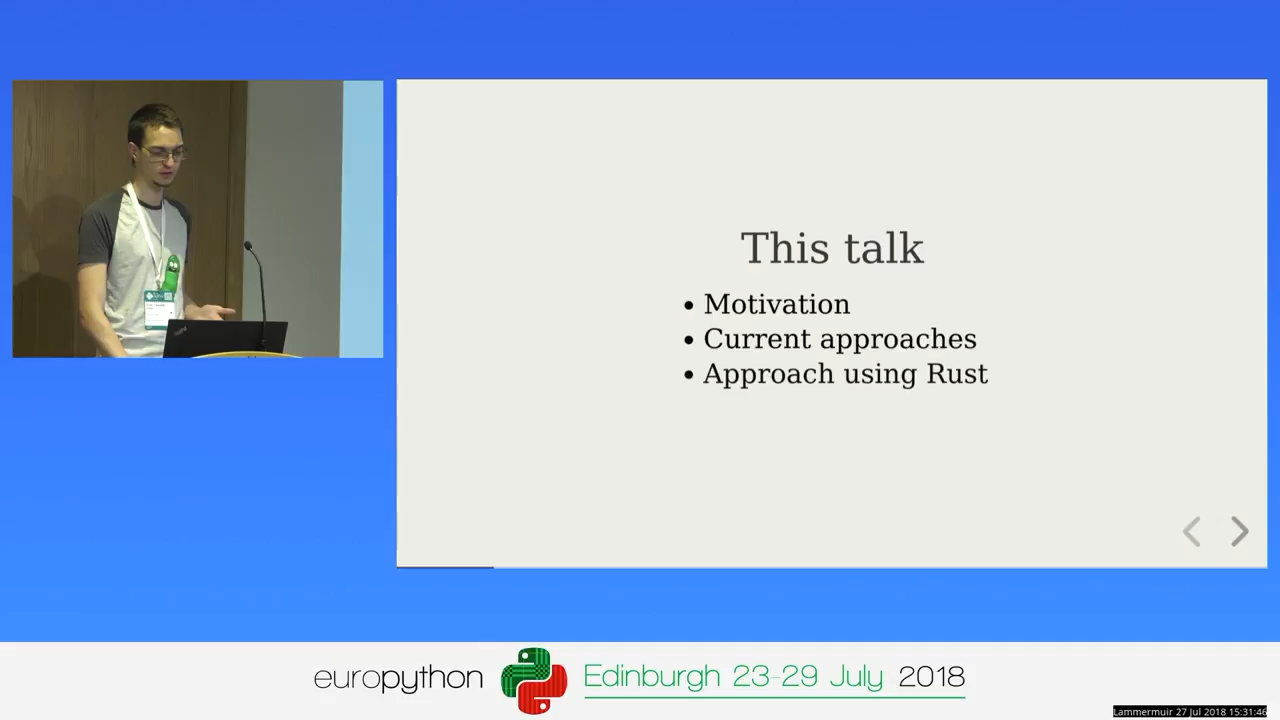 This talk
• Motivation
• Current approaches
• Approach using Rust
europython Edinburgh 23-29 July 2018
Lammermuir 27 Jul 2018 15:31:46